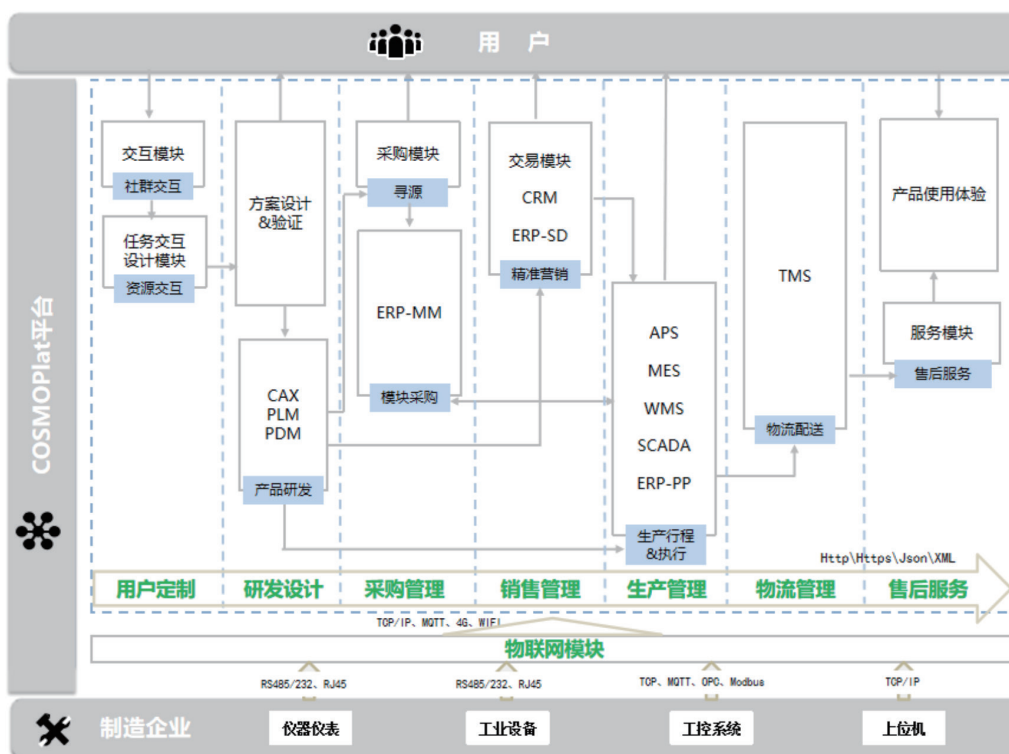 用 户
COSMOPlat平台
交互模块
社群交互
任务交互
设计模块
资源交互
方案设计
&验证
CAX
PLM
PDM
产品研发
采购模块
寻源
ERP-MM
模块采购
交易模块
CRM
ERP-SD
精准营销
APS
MES
WMS
SCADA
ERP-PP
生产行程
&执行
TMS
物流配送
产品使用体验
服务模块
售后服务
Http\Https\Json\XML
用户定制
研发设计
采购管理
销售管理
生产管理
物流管理
售后服务
TOP/IP、MQTT、4G、WIFI
物联网模块
RS485/232、RJ45
RS485/232、RJ45
TOP、MQTT、OPC、Modbus
TCP/IP
制造企业
仪器仪表
工业设备
工控系统
上位机